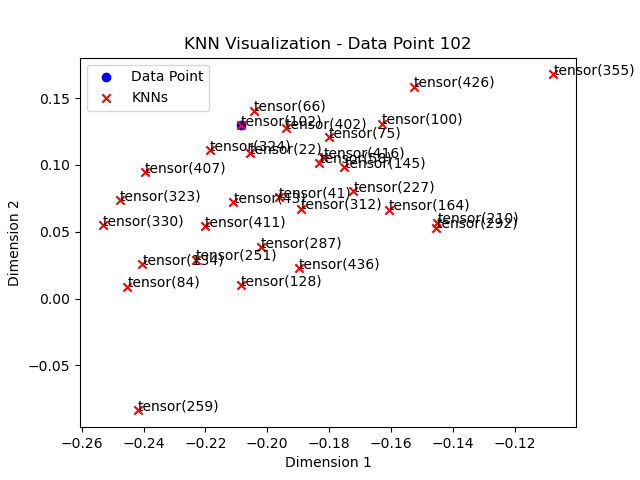 KNN Visualization - Data Point 102
Data Point
KNNs
tensor(355)
tensor(426)
tensor(66)
tensor(102)
tensor(402)
tensor(100)
tensor(75)
tensor(324)
tensor(22)
tensor(416)
tensor(145)
tensor(407)
tensor(227)
tensor(323)
tensor(41)
tensor(312)
tensor(164)
tensor(330)
tensor(411)
tensor(292)
tensor(287)
tensor(251)
tensor(436)
tensor(84)
tensor(128)
tensor(259)
0.15
0.10
0.05
0.00
−0.05
−0.26
−0.24
−0.22
−0.20
−0.18
−0.16
−0.14
−0.12
Dimension 1
Dimension 2